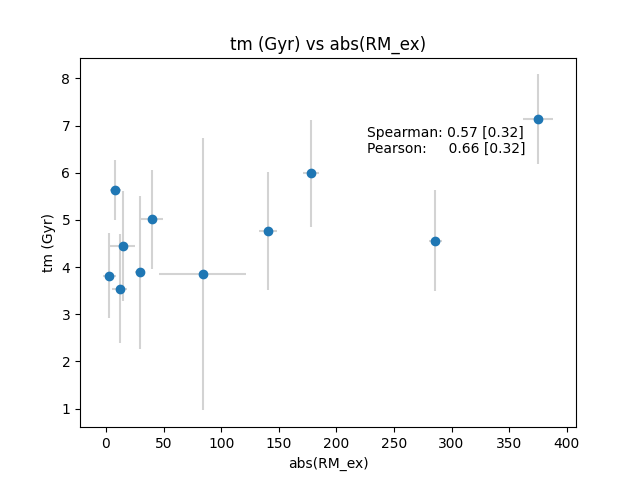 tm (Gyr) vs abs(RM_ex)
8
7
6
5
4
3
2
1
tm (Gyr)
Spearman: 0.57 [0.32]
Pearson: 0.66 [0.32]
0 50 100 150 200 250 300 350 400
abs(RM_ex)